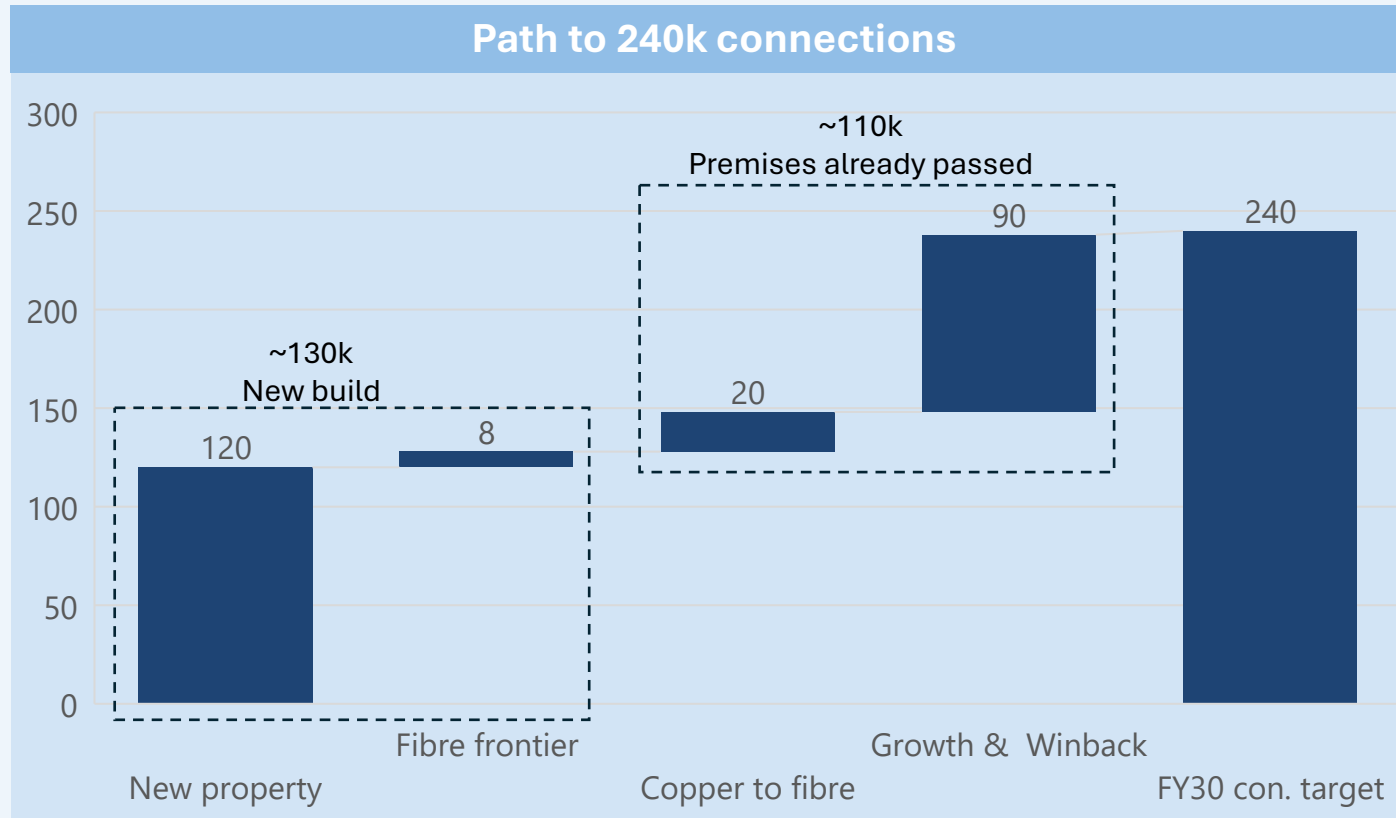 Path to 240k connections
300
250
200
150
100
50
0
~130k
New build
~110k
Premises already passed
120
8
20
90
240
New property
Fibre frontier
Copper to fibre
Growth &  Winback
FY30 con. target